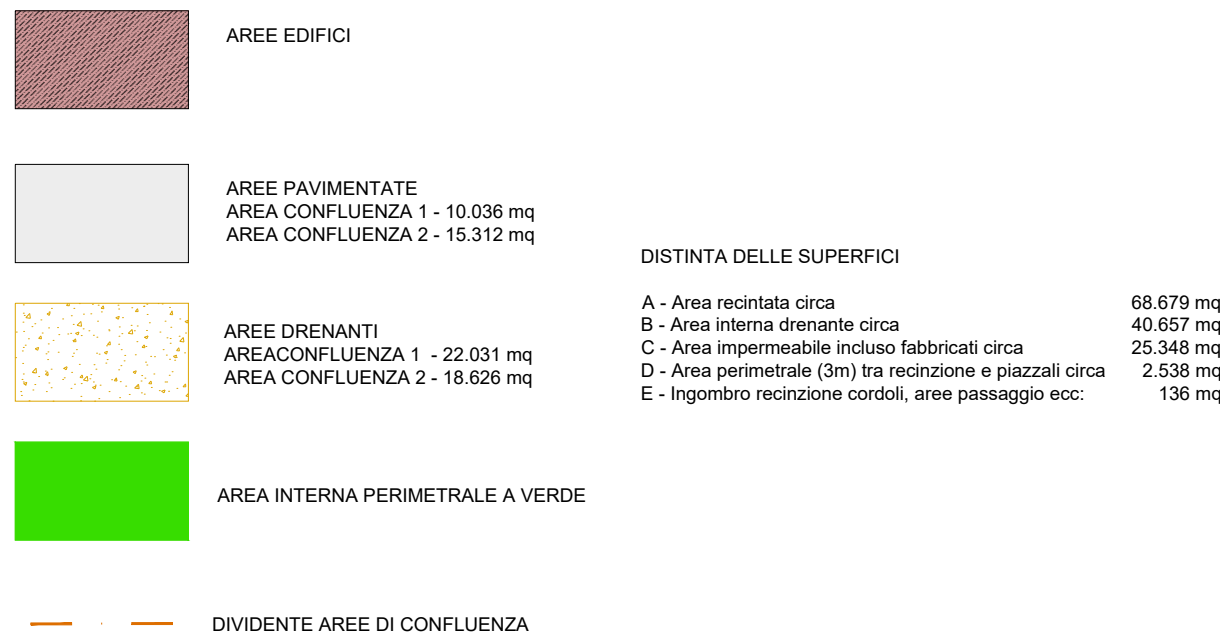 AREE EDIFICI
AREE PAVIMENTATE
AREA CONFLUENZA 1 - 10.036 mq
AREA CONFLUENZA 2 - 15.312 mq
AREE DRENANTI
AREACONFLUENZA 1 - 22.031 mq
AREA CONFLUENZA 2 - 18.626 mq
AREA INTERNA PERIMETRALE A VERDE
DIVIDENTE AREE DI CONFLUENZA
DISTINTA DELLE SUPERFICI
A - Area recintata circa 68.679 mq
B - Area interna drenante circa 40.657 mq
C - Area impermeabile incluso fabbricati circa 25.348 mq
D - Area perimetrale (3m) tra recinzione e piazzali circa 2.538 mq
E - Ingombro recinzione cordoli, aree passaggio ecc: 136 mq